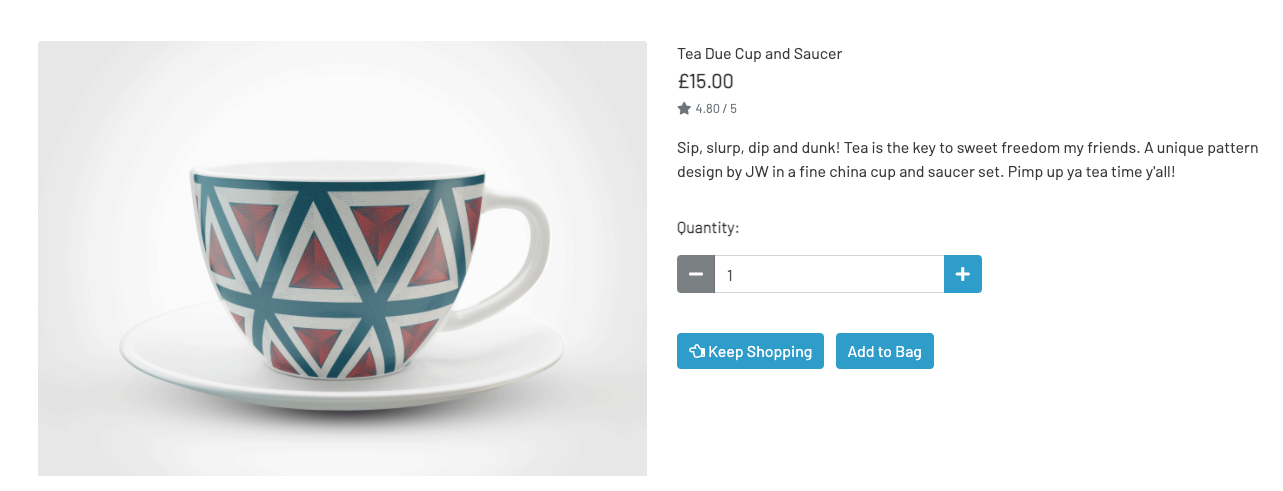 Tea Due Cup and Saucer
£15.00
4.80 / 5
Sip, slurp, dip and dunk! Tea is the key to sweet freedom my friends. A unique pattern
design by JW in a fine china cup and saucer set. Pimp up ya tea time y'all!
Quantity:
1
Keep Shopping Add to Bag